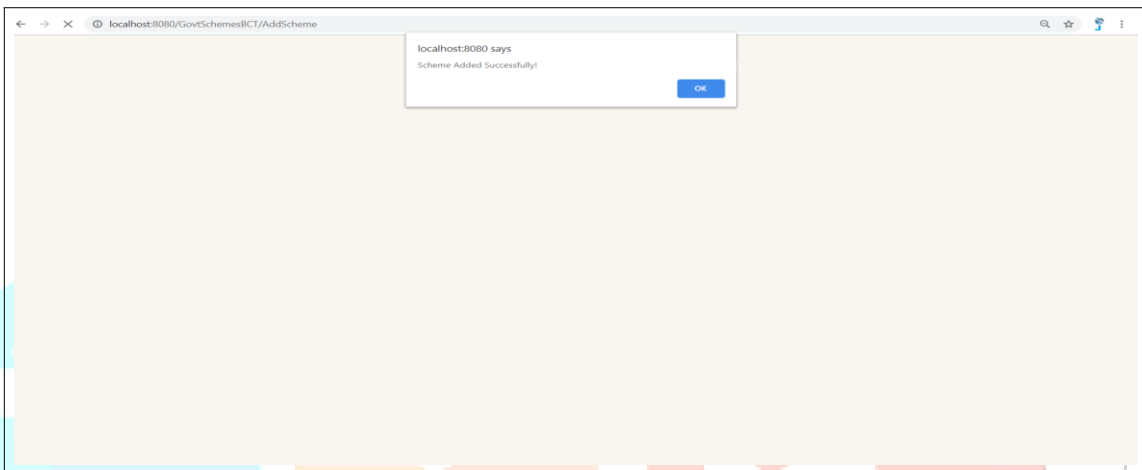 localhost:8080/GovtSchemesBCT/AddScheme
localhost:8080 says
Scheme Added Successfully!
OK